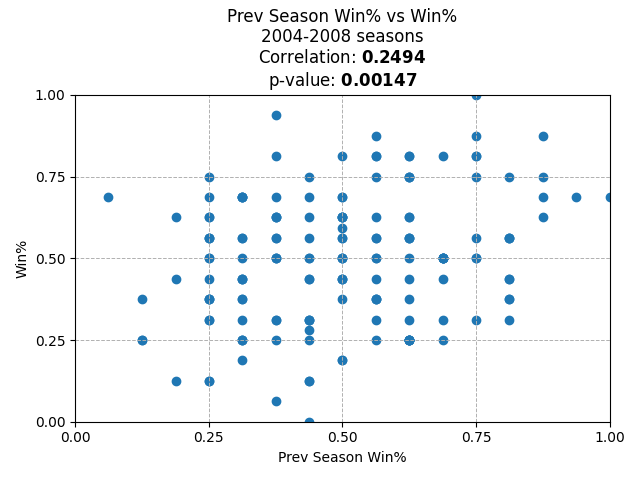 Prev Season Win% vs Win%
2004-2008 seasons
Correlation: 0.2494
p-value: 0.00147
1.00
0.75
0.50
0.25
0.00
Win%
0.00 0.25 0.50 0.75 1.00
Prev Season Win%